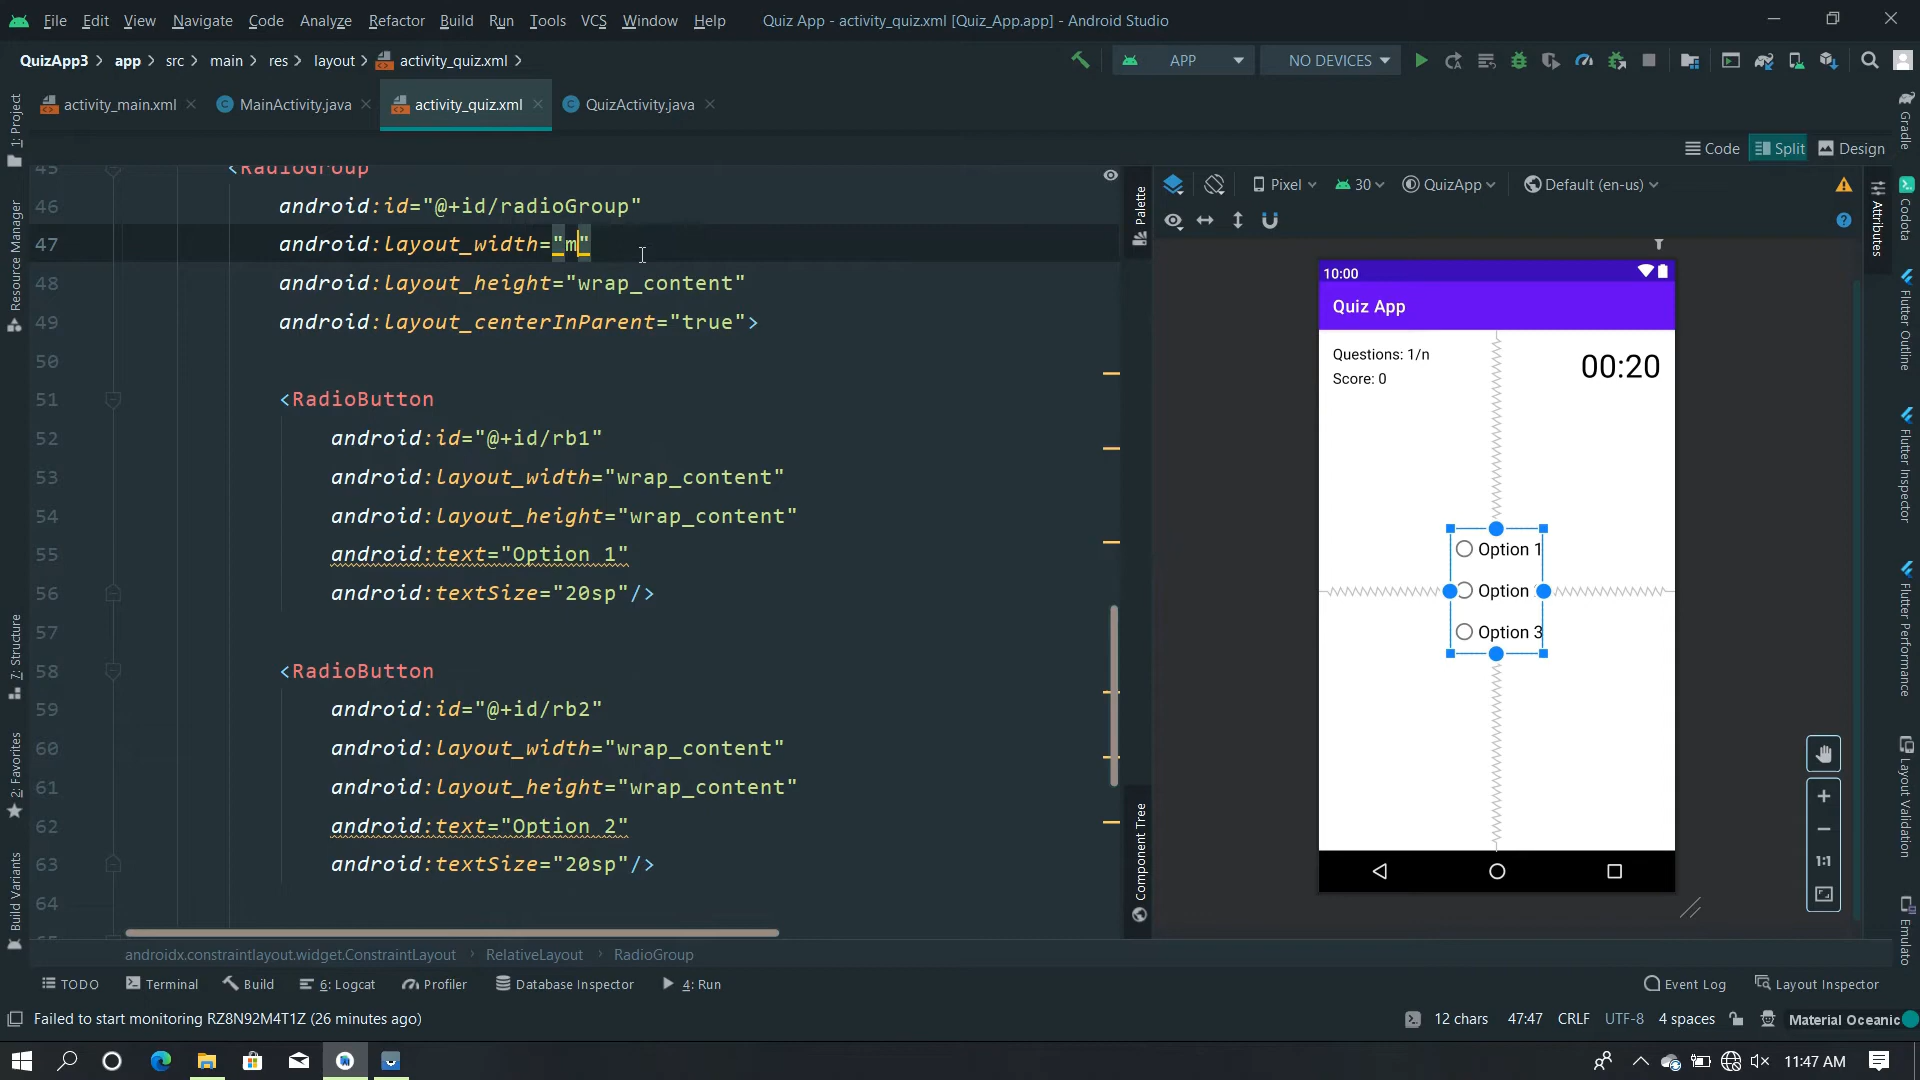 File Edit View Navigate Code Analyze Refactor Build Run Tools VCS Window Help Quiz App - activity_quiz.xml [Quiz_App.app] - Android Studio
QuizApp3 app src main res layout activity_quiz.xml APP NO DEVICES
activity_main.xml MainActivity.java activity_quiz.xml QuizActivity.java
Code Split Design
45 <RadioGroup
46 android:id="@+id/radioGroup"
47 android:layout_width="m"
48 android:layout_height="wrap_content"
49 android:layout_centerInParent="true">
50
51 <RadioButton
52 android:id="@+id/rb1"
53 android:layout_width="wrap_content"
54 android:layout_height="wrap_content"
55 android:text="Option 1"
56 android:textSize="20sp"/>
57
58 <RadioButton
59 android:id="@+id/rb2"
60 android:layout_width="wrap_content"
61 android:layout_height="wrap_content"
62 android:text="Option 2"
63 android:textSize="20sp"/>
64
androidx.constraintlayout.widget.ConstraintLayout RelativeLayout RadioGroup
1: Project
Resource Manager
7: Structure
2: Favorites
Build Variants
Palette
Component Tree
Pixel 30 QuizApp Default (en-us)
10:00
Quiz App
Questions: 1/n
Score: 0
00:20
Option 1
Option
Option 3
1:1
Attributes
Gradle
Codota
Flutter Outline
Flutter Inspector
Flutter Performance
Layout Validation
Emulato
TODO Terminal Build 6: Logcat Profiler Database Inspector 4: Run Event Log Layout Inspector
Failed to start monitoring RZ8N92M4T1Z (26 minutes ago) 12 chars 47:47 CRLF UTF-8 4 spaces Material Oceanic
11:47 AM